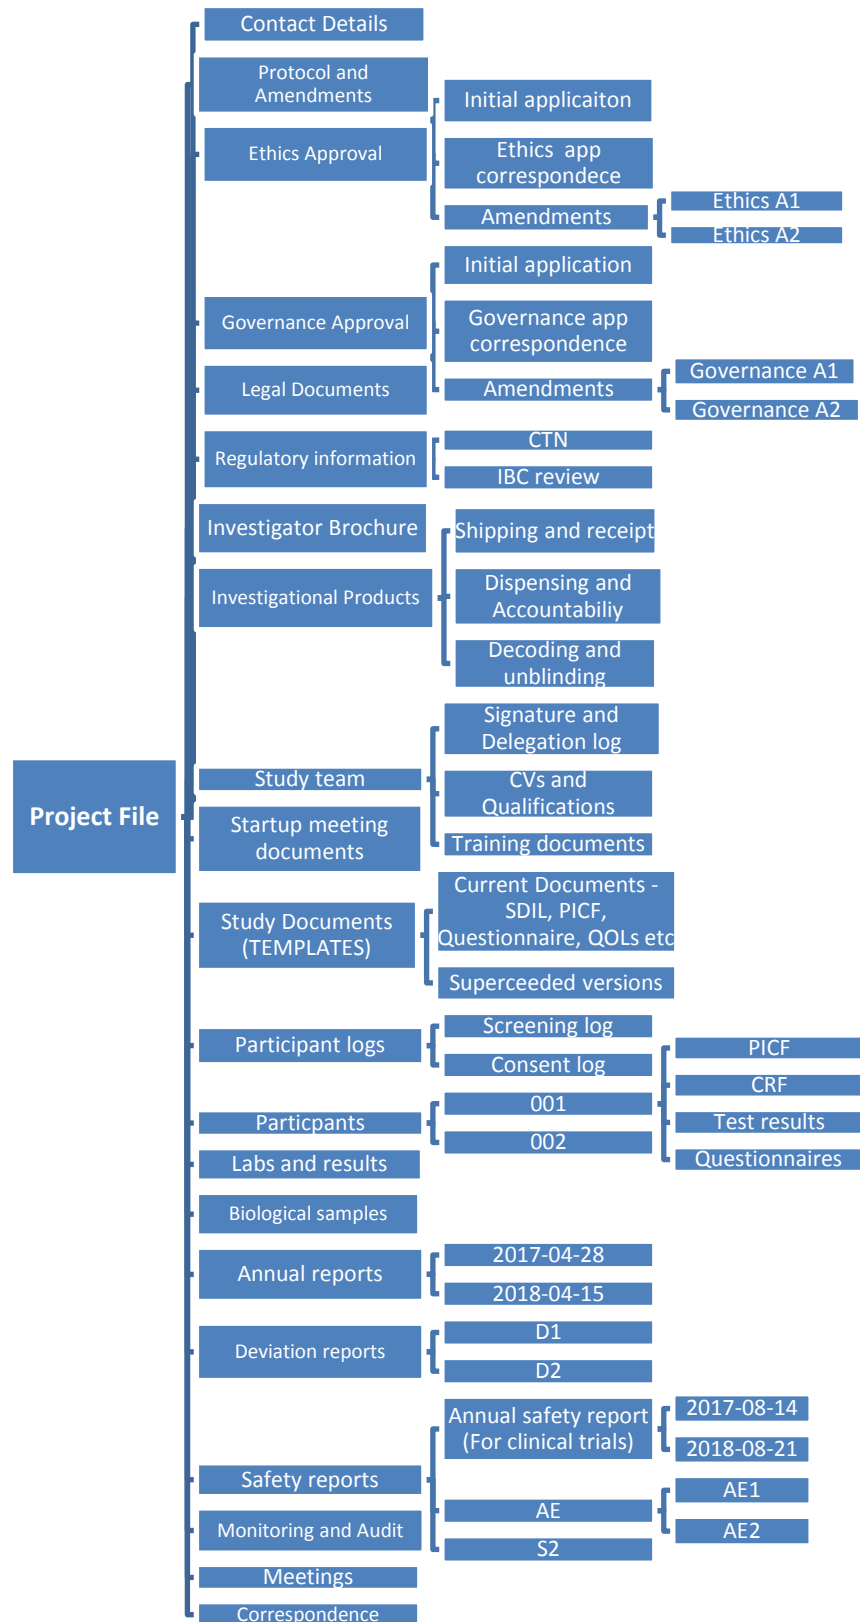 Project File
Contact Details
Protocol and
Amendments
Ethics Approval
Initial applicaiton
Ethics app
correspondece
Amendments
Ethics A1
Ethics A2
Governance Approval
Initial application
Governance app
correspondence
Amendments
Governance A1
Governance A2
Legal Documents
Regulatory information
CTN
IBC review
Investigator Brochure
Investigational Products
Shipping and receipt
Dispensing and
Accountabiliy
Decoding and
unblinding
Study team
Signature and
Delegation log
CVs and
Qualifications
Training documents
Startup meeting
documents
Study Documents
(TEMPLATES)
Current Documents -
SDIL, PICF,
Questionnaire, QOLs etc
Superceeded versions
Participant logs
Screening log
Consent log
Particpants
001
PICF
CRF
Test results
Questionnaires
002
Labs and results
Biological samples
Annual reports
2017-04-28
2018-04-15
Deviation reports
D1
D2
Safety reports
Annual safety report
(For clinical trials)
2017-08-14
2018-08-21
AE
AE1
AE2
S2
Monitoring and Audit
Meetings
Correspondence